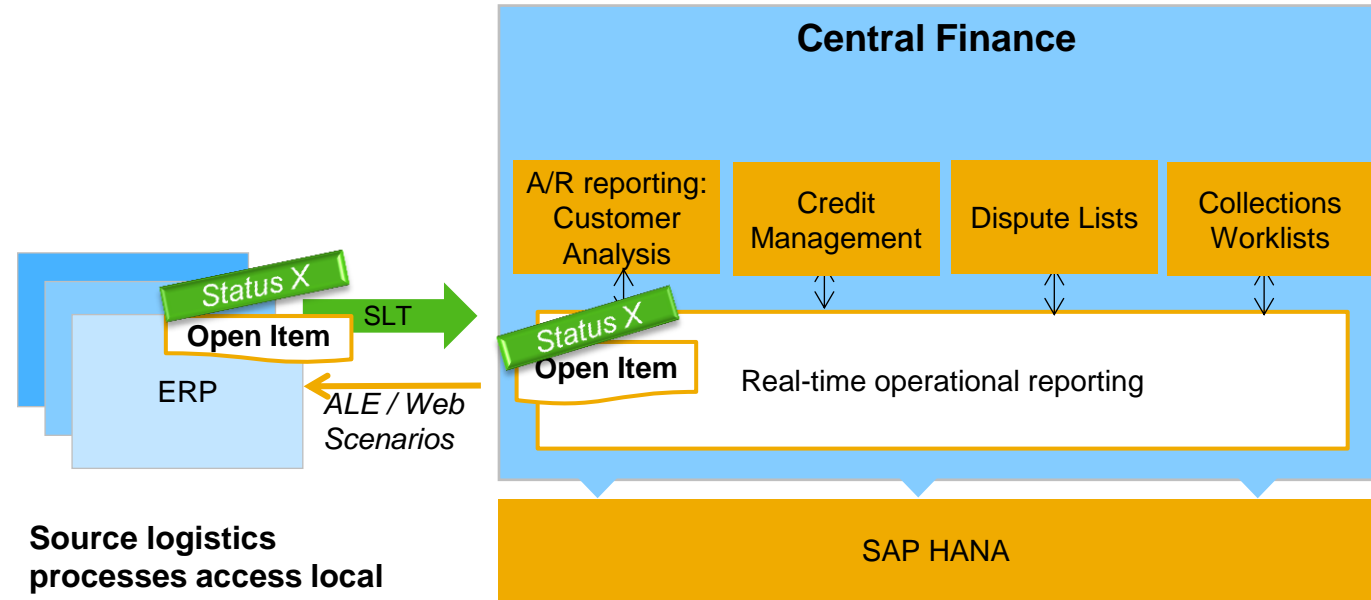 Central Finance
A/R reporting:
Customer
Analysis
Credit
Management
Dispute Lists
Collections
Worklists
Status X
SLT
Open Item
ERP
ALE / Web
Scenarios
Status X
Open Item
Real-time operational reporting
Source logistics
processes access local
SAP HANA